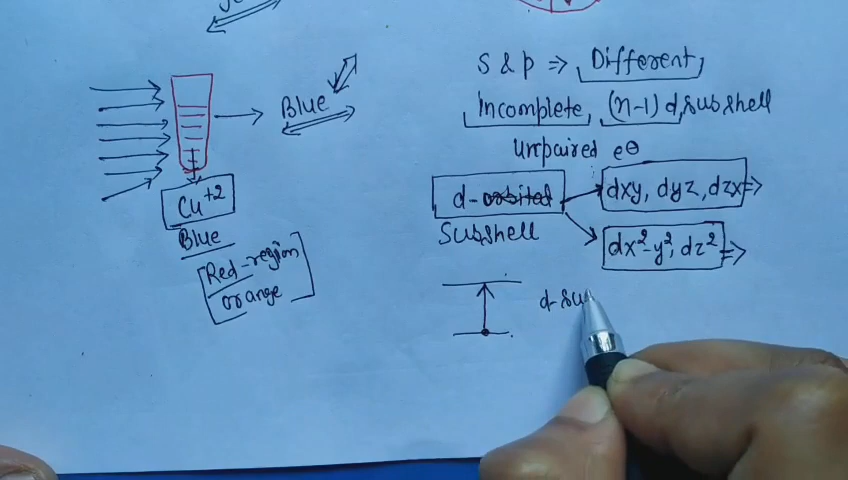 Blue
Cu+2
Blue
Red-region
orange
S & p ⇒ Different
Incomplete (n-1) d subshell
Unpaired e⊖
d-orbital
Subshell
dxy, dyz, dzx ⇒
dx²-y², dz² ⇒
d-su